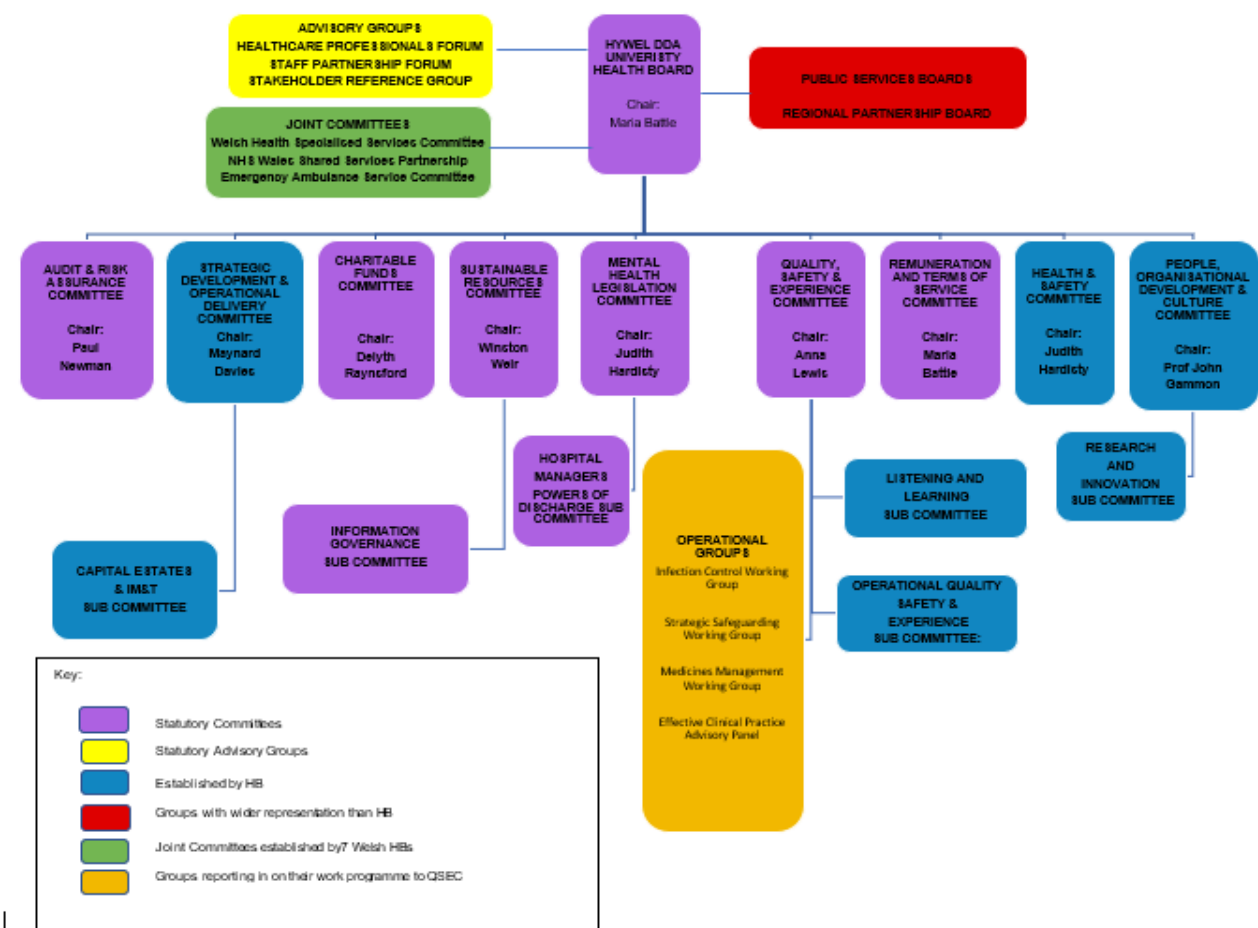 ADVISORY GROUPS
HEALTHCARE PROFESSIONALS FORUM
STAFF PARTNERSHIP FORUM
STAKEHOLDER REFERENCE GROUP
HYWEL DDA
UNIVERISTY
HEALTH BOARD
Chair:
Maria Battle
PUBLIC SERVICES BOARDS
REGIONAL PARTNERSHIP BOARD
JOINT COMMITTEES
Welsh Health Specialised Services Committee
NHS Wales Shared Services Partnership
Emergency Ambulance Service Committee
AUDIT & RISK
ASSURANCE
COMMITTEE
Chair:
Paul
Newman
STRATEGIC
DEVELOPMENT &
OPERATIONAL
DELIVERY
COMMITTEE
Chair:
Maynard
Davies
CHARITABLE
FUNDS
COMMITTEE
Chair:
Delyth
Raynsford
SUSTAINABLE
RESOURCES
COMMITTEE
Chair:
Winston
Weir
MENTAL
HEALTH
LEGISLATION
COMMITTEE
Chair:
Judith
Hardisty
QUALITY,
SAFETY &
EXPERIENCE
COMMITTEE
Chair:
Anna
Lewis
REMUNERATION
AND TERMS OF
SERVICE
COMMITTEE
Chair:
Maria
Battle
HEALTH &
SAFETY
COMMITTEE
Chair:
Judith
Hardisty
PEOPLE,
ORGANISATIONAL
DEVELOPMENT &
CULTURE
COMMITTEE
Chair:
Prof John
Gammon
HOSPITAL
MANAGERS
POWERS OF
DISCHARGE SUB
COMMITTEE
RESEARCH
AND
INNOVATION
SUB COMMITTEE
LISTENING AND
LEARNING
SUB COMMITTEE
INFORMATION
GOVERNANCE
SUB COMMITTEE
OPERATIONAL
GROUPS
Infection Control Working
Group
Strategic Safeguarding
Working Group
Medicines Management
Working Group
Effective Clinical Practice
Advisory Panel
CAPITAL ESTATES
& IM&T
SUB COMMITTEE
OPERATIONAL QUALITY
SAFETY &
EXPERIENCE
SUB COMMITTEE:
Key:
Statutory Committees
Statutory Advisory Groups
Established by HB
Groups with wider representation than HB
Joint Committees established by7 Welsh HBs
Groups reporting in on their work programme to QSEC